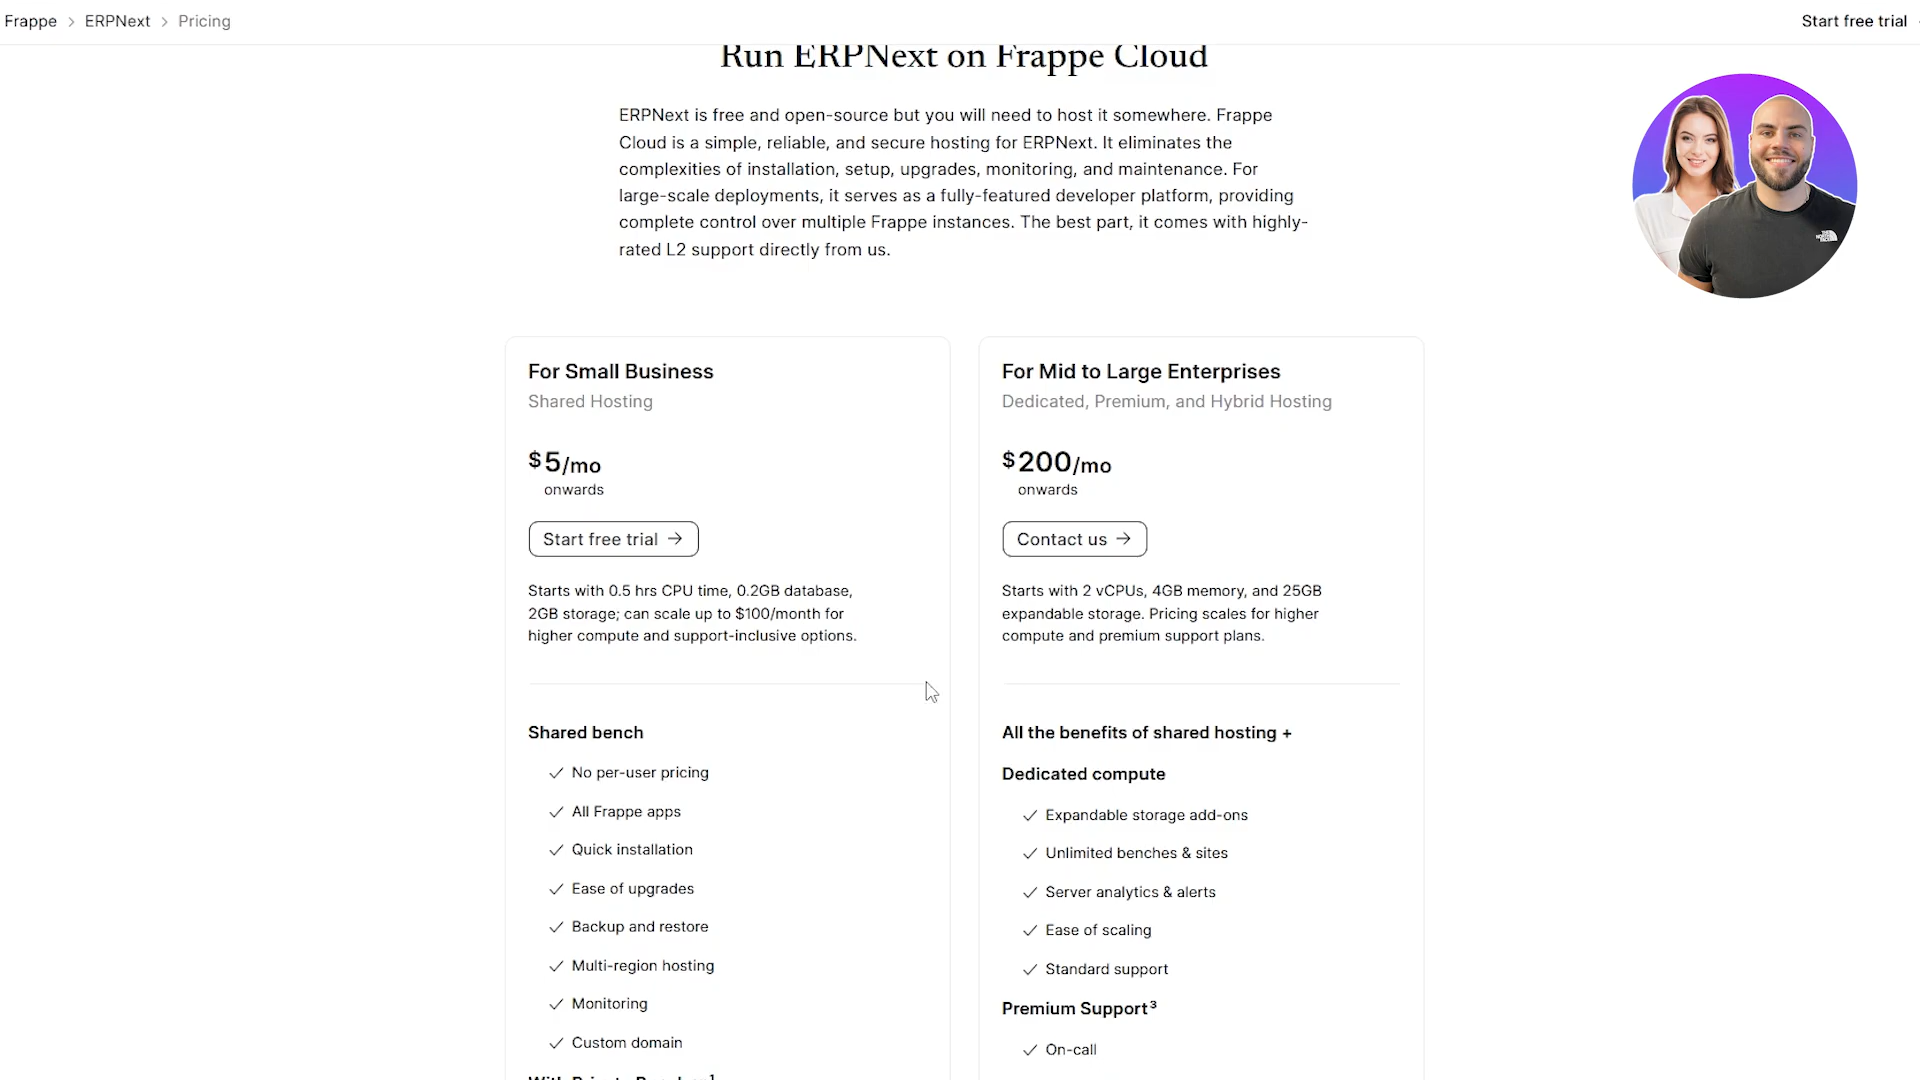 Frappe > ERPNext > Pricing
Start free trial
Run ERPNext on Frappe Cloud
ERPNext is free and open-source but you will need to host it somewhere. Frappe
Cloud is a simple, reliable, and secure hosting for ERPNext. It eliminates the
complexities of installation, setup, upgrades, monitoring, and maintenance. For
large-scale deployments, it serves as a fully-featured developer platform, providing
complete control over multiple Frappe instances. The best part, it comes with highly-
rated L2 support directly from us.
For Small Business
Shared Hosting
$5/mo
onwards
Start free trial →
Starts with 0.5 hrs CPU time, 0.2GB database,
2GB storage; can scale up to $100/month for
higher compute and support-inclusive options.
Shared bench
✓ No per-user pricing
✓ All Frappe apps
✓ Quick installation
✓ Ease of upgrades
✓ Backup and restore
✓ Multi-region hosting
✓ Monitoring
✓ Custom domain
For Mid to Large Enterprises
Dedicated, Premium, and Hybrid Hosting
$200/mo
onwards
Contact us →
Starts with 2 vCPUs, 4GB memory, and 25GB
expandable storage. Pricing scales for higher
compute and premium support plans.
All the benefits of shared hosting +
Dedicated compute
✓ Expandable storage add-ons
✓ Unlimited benches & sites
✓ Server analytics & alerts
✓ Ease of scaling
✓ Standard support
Premium Support³
✓ On-call